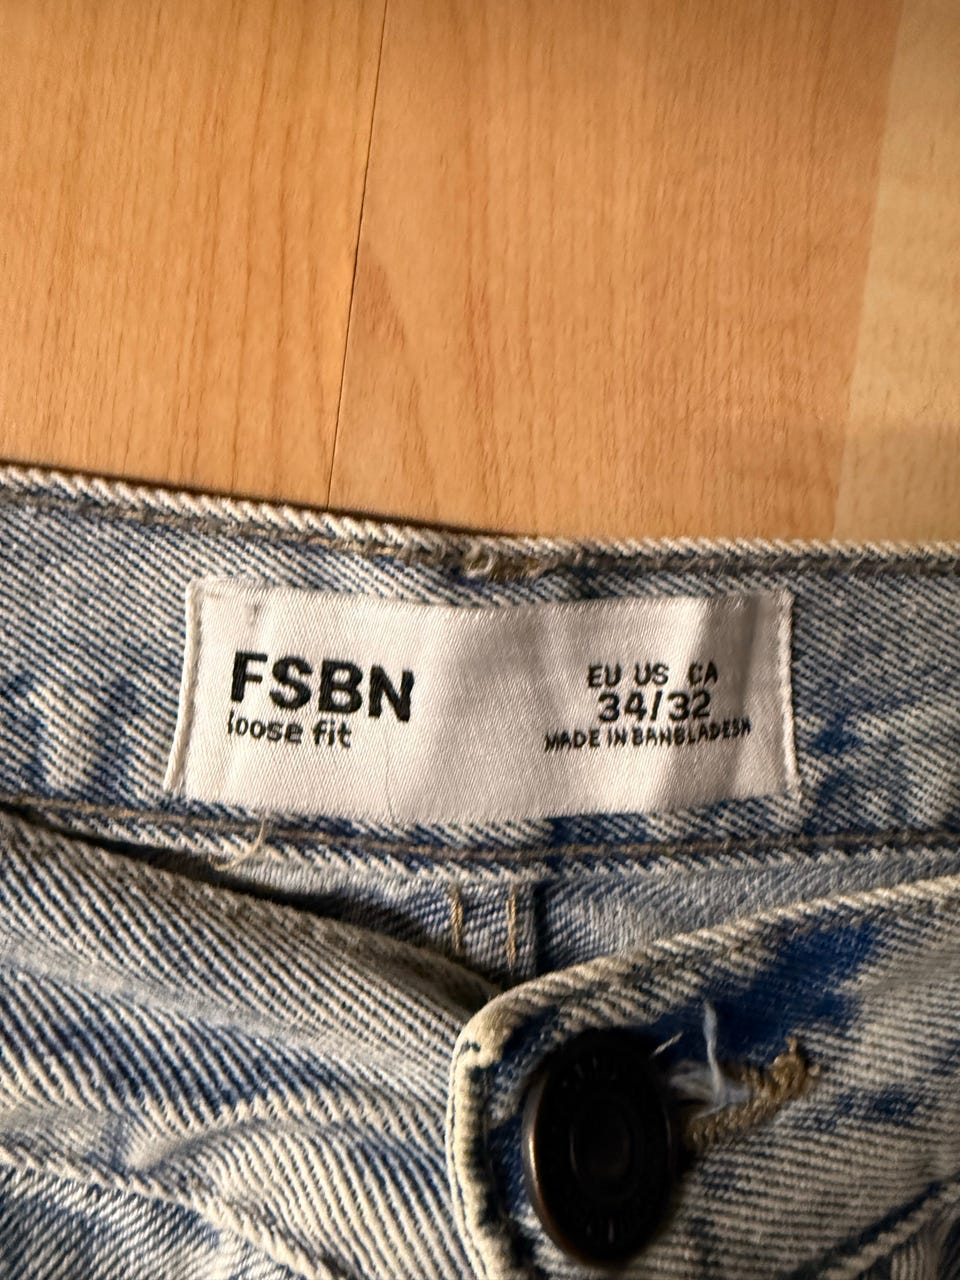 FSBN
loose fit
EU US CA
34/32
MADE IN BANGLADESH